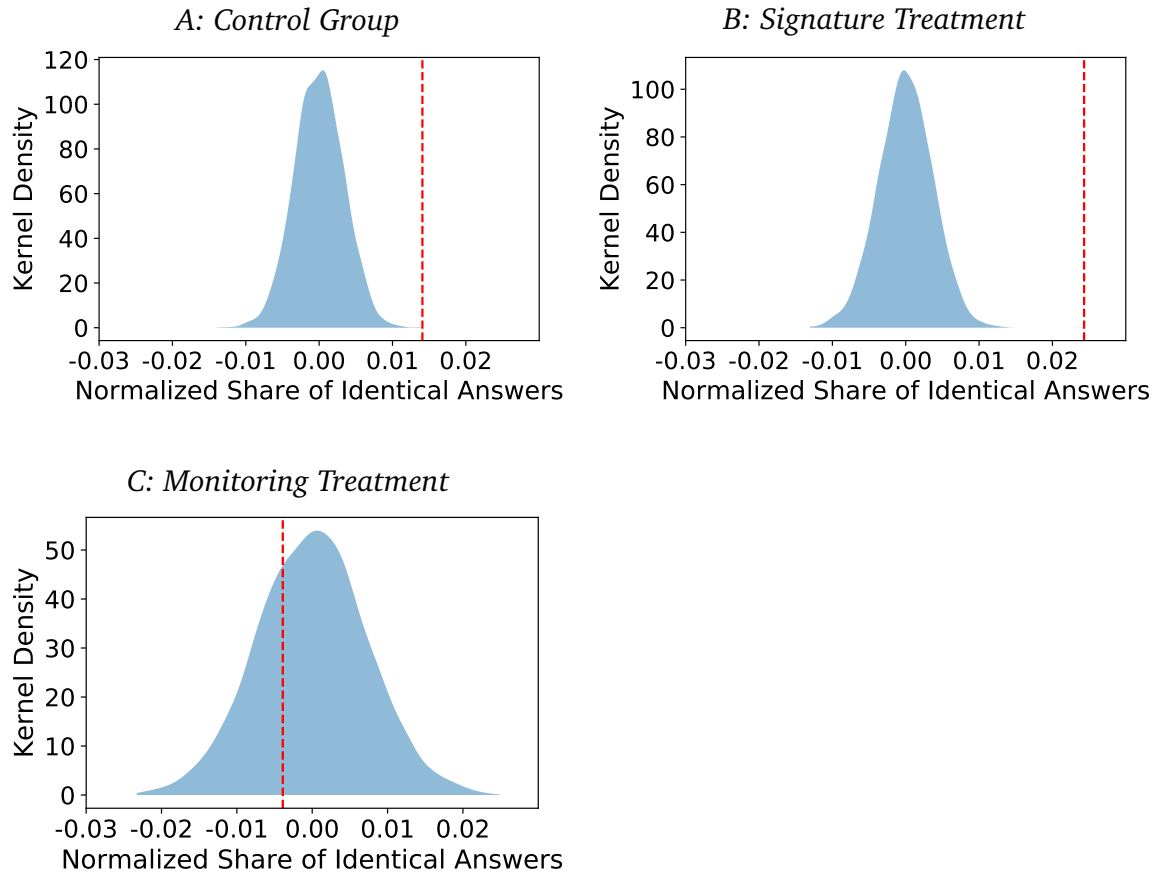 A: Control Group
120
100
80
60
40
20
0
Kernel Density
-0.03 -0.02 -0.01 0.00 0.01 0.02
Normalized Share of Identical Answers
B: Signature Treatment
100
80
60
40
20
0
Kernel Density
-0.03 -0.02 -0.01 0.00 0.01 0.02
Normalized Share of Identical Answers
C: Monitoring Treatment
50
40
30
20
10
0
Kernel Density
-0.03 -0.02 -0.01 0.00 0.01 0.02
Normalized Share of Identical Answers